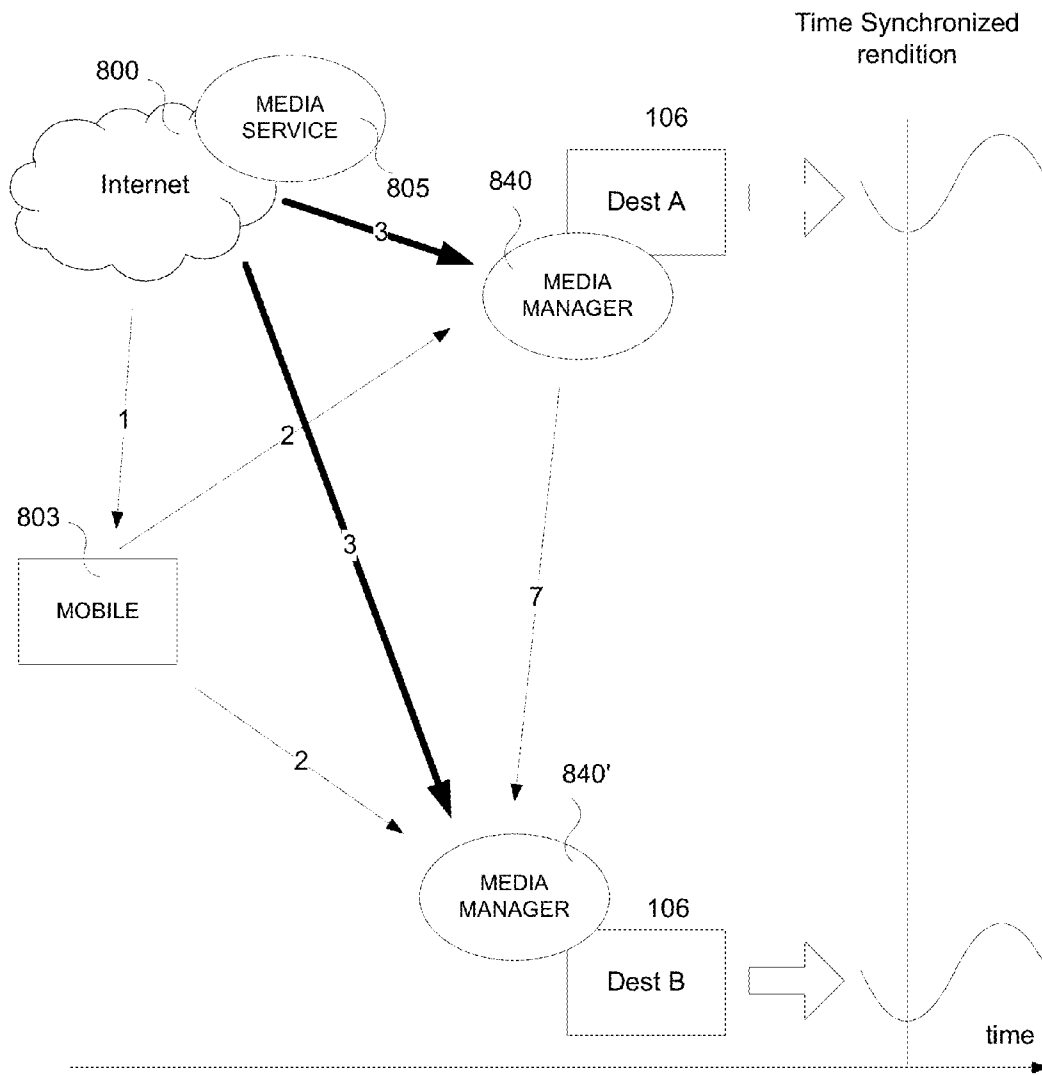 Time Synchronized
rendition
800
MEDIA
SERVICE
Internet
805
106
840
Dest A
3
MEDIA
MANAGER
1
2
803
3
MOBILE
7
2
840'
MEDIA
MANAGER
106
Dest B
time